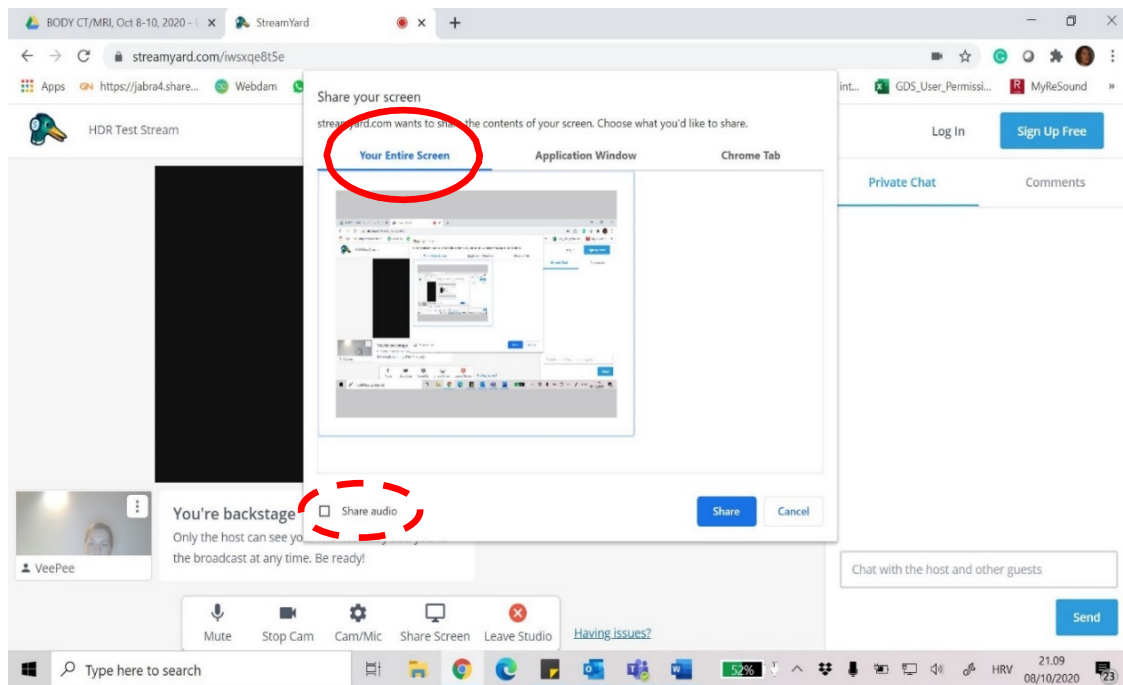 BODY CT/MRI, Oct 8-10, 2020 -
StreamYard
streamyard.com/iwsxqe8t5e
Apps
https://jabra4.share...
Webdam
int...
GDS_User_Permissi...
MyReSound
HDR Test Stream
Log In
Sign Up Free
Share your screen
streamyard.com wants to share the contents of your screen. Choose what you'd like to share.
Your Entire Screen
Application Window
Chrome Tab
Private Chat
Comments
Share audio
Share
Cancel
You're backstage
Only the host can see yo
the broadcast at any time. Be ready!
VeePee
Chat with the host and other guests
Send
Mute
Stop Cam
Cam/Mic
Share Screen
Leave Studio
Having issues?
Type here to search
52%
HRV
21.09
08/10/2020
23